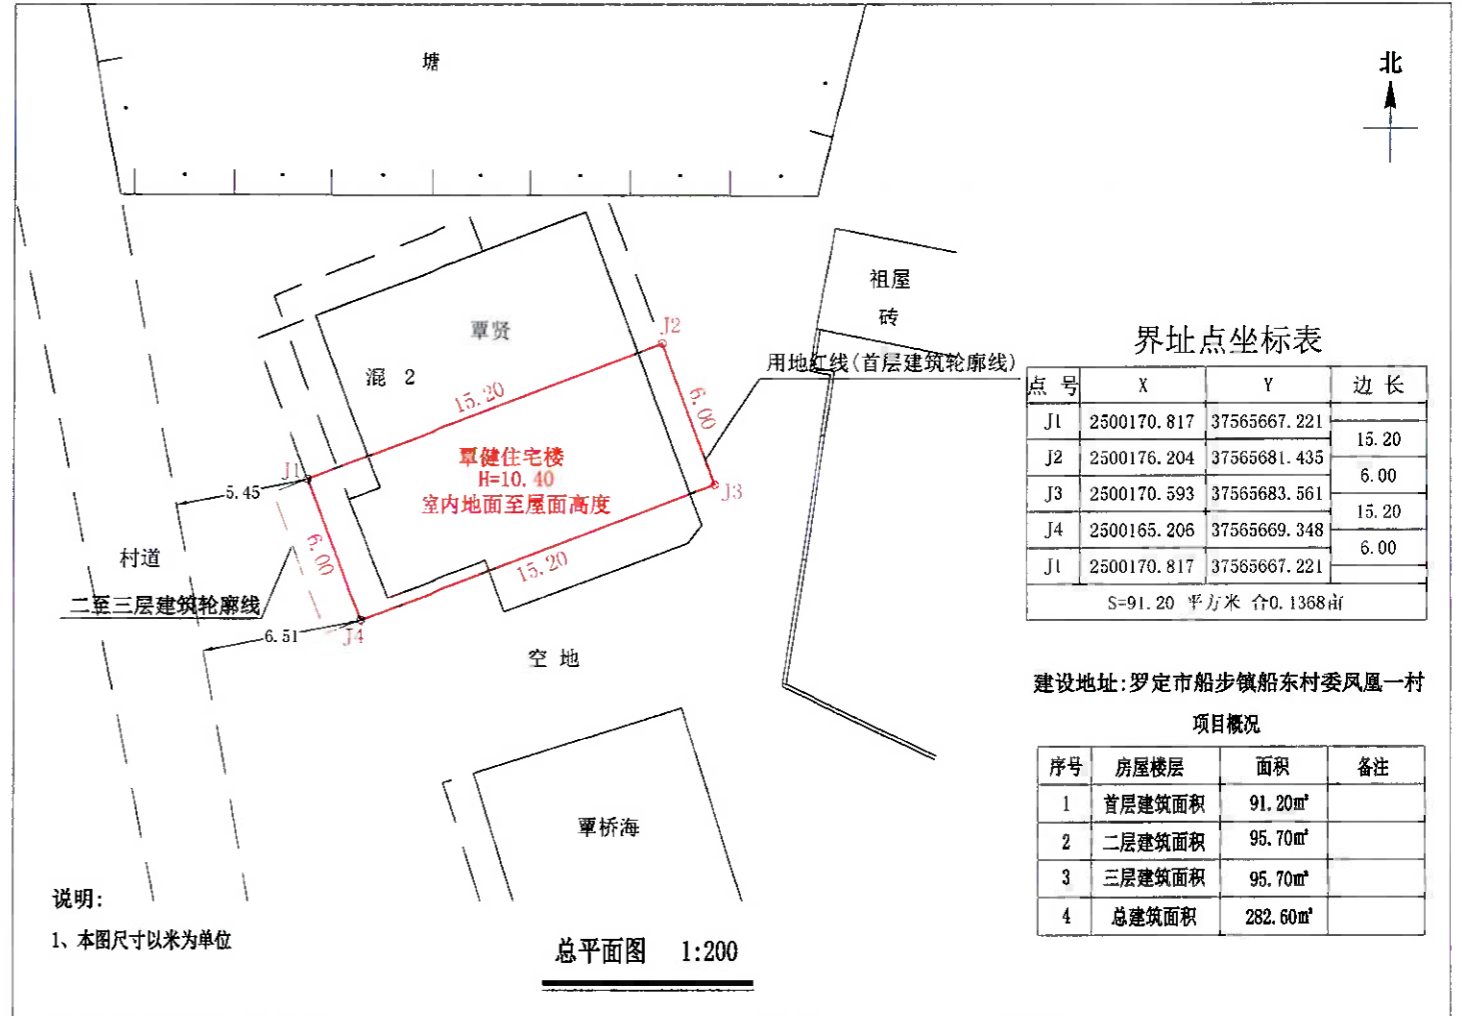 塘
北
祖屋
砖
覃贤
混 2
J2
15.20
6.00
用地红线(首层建筑轮廓线)
覃健住宅楼
H=10.40
室内地面至屋面高度
J1
5.45
J3
6.00
15.20
村道
二至三层建筑轮廓线
6.51
J4
空 地
覃桥海
界址点坐标表
点 号 X Y 边 长
J1 2500170.817 37565667.221
15.20
J2 2500176.204 37565681.435
6.00
J3 2500170.593 37565683.561
15.20
J4 2500165.206 37565669.348
6.00
J1 2500170.817 37565667.221
S=91.20 平方米 合0.1368亩
建设地址:罗定市船步镇船东村委凤凰一村
项目概况
序号 房屋楼层 面积 备注
1 首层建筑面积 91.20㎡
2 二层建筑面积 95.70㎡
3 三层建筑面积 95.70㎡
4 总建筑面积 282.60㎡
说明:
1、本图尺寸以米为单位
总平面图 1:200